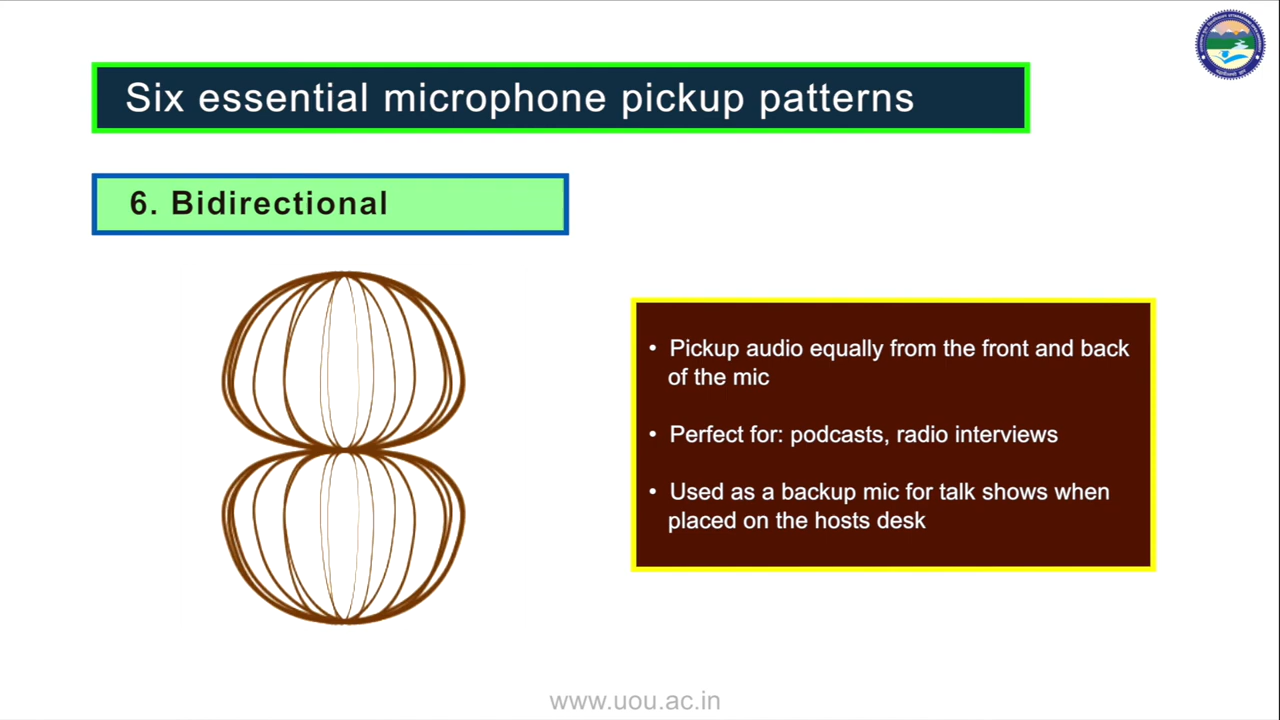 Six essential microphone pickup patterns
6. Bidirectional
• Pickup audio equally from the front and back
of the mic
• Perfect for: podcasts, radio interviews
• Used as a backup mic for talk shows when
placed on the hosts desk
www.uou.ac.in